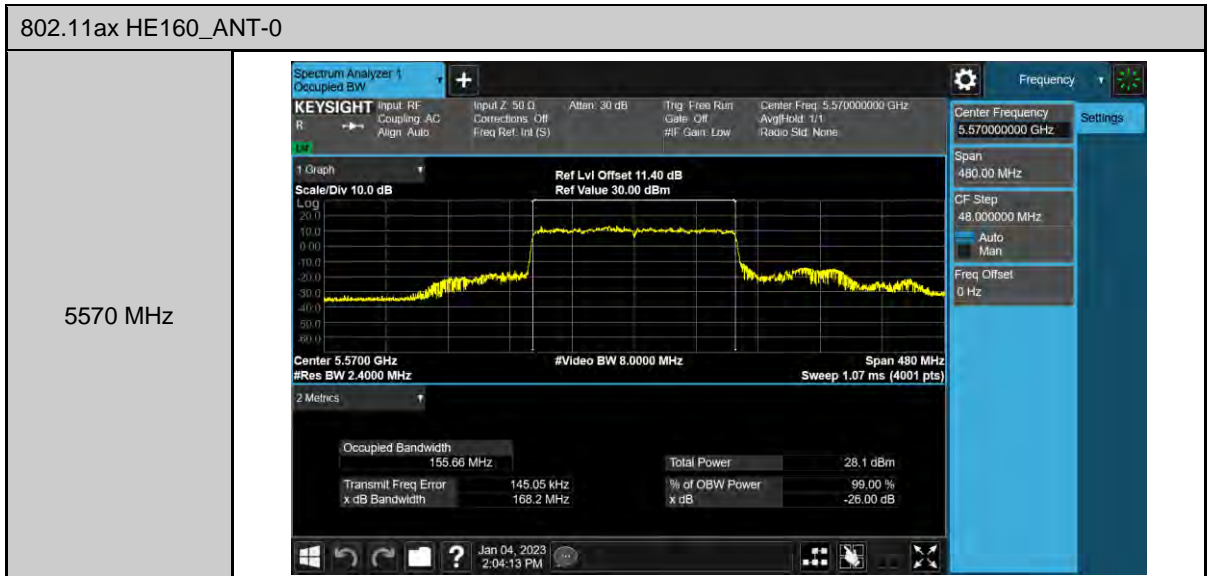 802.11ax HE160_ANT-0
5570 MHz
Spectrum Analyzer 1
Occupied BW
Frequency
KEYSIGHT
R
Input: RF
Coupling: AC
Align: Auto
Input Z: 50 Ω
Corrections: Off
Freq Ref: Int (S)
Atten: 30 dB
Trig: Free Run
Gate: Off
#IF Gain: Low
Center Freq: 5.570000000 GHz
Avg|Hold: 1/1
Radio Std: None
1 Graph
Scale/Div 10.0 dB
Ref Lvl Offset 11.40 dB
Ref Value 30.00 dBm
Log
20.0
10.0
0.00
-10.0
-20.0
-30.0
-40.0
-50.0
-60.0
Center 5.5700 GHz
#Res BW 2.4000 MHz
#Video BW 8.0000 MHz
Span 480 MHz
Sweep 1.07 ms (4001 pts)
2 Metrics
Occupied Bandwidth
155.66 MHz
Transmit Freq Error 145.05 kHz
x dB Bandwidth 168.2 MHz
Total Power 28.1 dBm
% of OBW Power 99.00 %
x dB -26.00 dB
Center Frequency
5.570000000 GHz
Settings
Span
480.00 MHz
CF Step
48.000000 MHz
Auto
Man
Freq Offset
0 Hz
?
Jan 04, 2023
2:04:13 PM